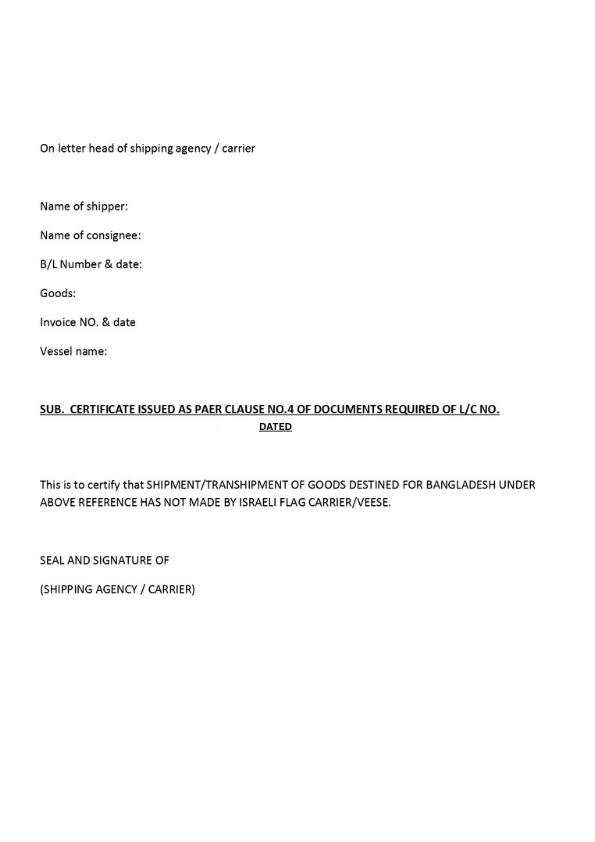 On letter head of shipping agency / carrier
Name of shipper:
Name of consignee:
B/L Number & date:
Goods:
Invoice NO. & date
Vessel name:
SUB.  CERTIFICATE ISSUED AS PAER CLAUSE NO.4 OF DOCUMENTS REQUIRED OF L/C NO.
DATED
This is to certify that SHIPMENT/TRANSHIPMENT OF GOODS DESTINED FOR BANGLADESH UNDER
ABOVE REFERENCE HAS NOT MADE BY ISRAELI FLAG CARRIER/VEESE.
SEAL AND SIGNATURE OF
(SHIPPING AGENCY / CARRIER)